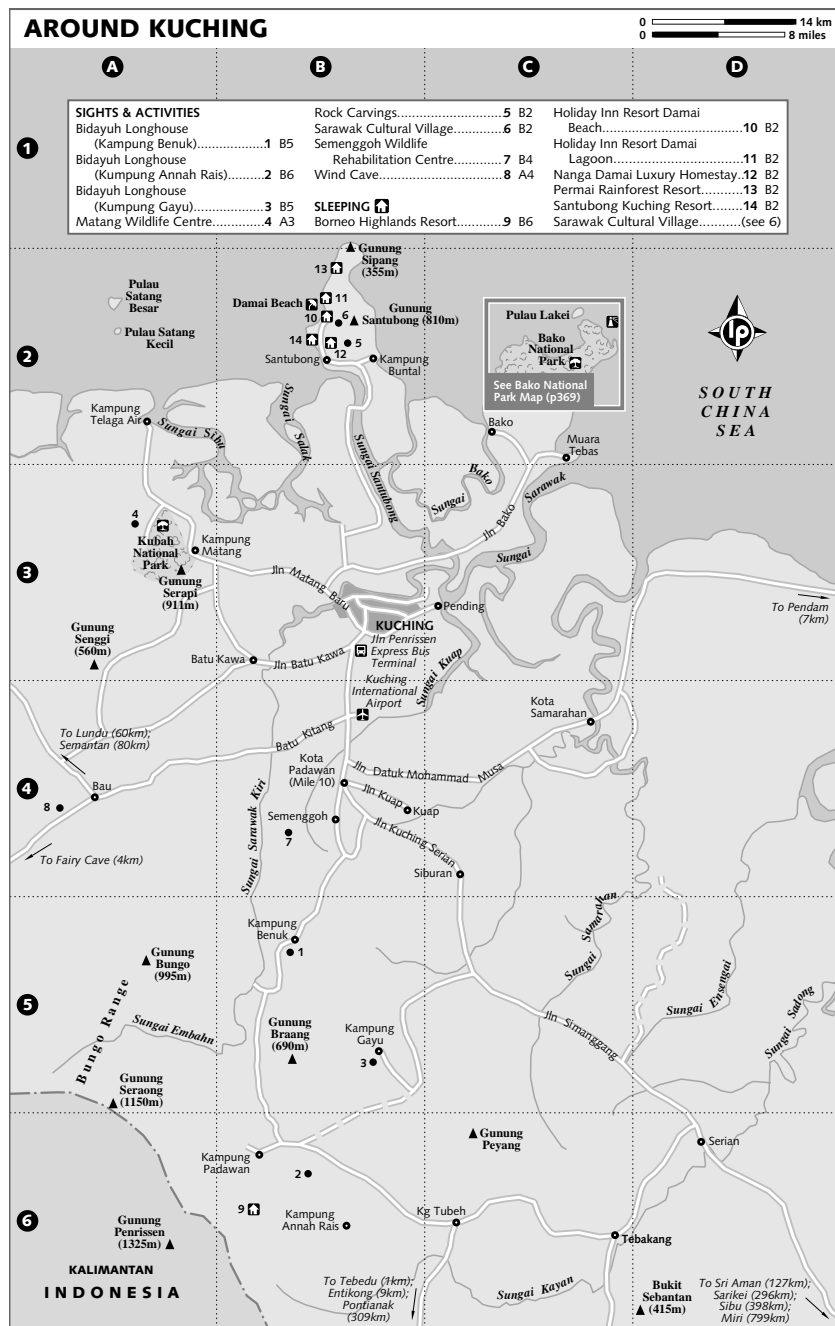 AROUND KUCHING
0 14 km
0 8 miles
A B C D
1
SIGHTS & ACTIVITIES
Bidayuh Longhouse
(Kampung Benuk)....................1 B5
Bidayuh Longhouse
(Kumpung Annah Rais)..........2 B6
Bidayuh Longhouse
(Kumpung Gayu)....................3 B5
Matang Wildlife Centre..........4 A3
Rock Carvings..............................5 B2
Sarawak Cultural Village............6 B2
Semenggoh Wildlife
Rehabilitation Centre..............7 B4
Wind Cave...................................8 A4
SLEEPING
Borneo Highlands Resort..........9 B6
Holiday Inn Resort Damai
Beach...............................10 B2
Holiday Inn Resort Damai
Lagoon.............................11 B2
Nanga Damai Luxury Homestay..12 B2
Permai Rainforest Resort..........13 B2
Santubong Kuching Resort.......14 B2
Sarawak Cultural Village..........(see 6)
Gunung
Sipang
(355m)
13
Pulau
Satang
Besar
Damai Beach
11
10
6
Gunung
Santubong (810m)
Pulau Satang
Kecil
14
12
5
Santubong
Kampung
Buntal
Pulau Lakei
Bako
National
Park
See Bako National
Park Map (p369)
lp
2
SOUTH
CHINA
SEA
Kampung
Telaga Air
Sungai Sibu
Sungai
Salak
Sungai Santubong
Bako
Muara
Tebas
Sungai
Bako
Jln Bako
Sarawak
Sungai
4
Kubah
National
Park
Kampung
Matang
Gunung
Serapi
(911m)
3
Jln Matang Baru
KUCHING
Pending
To Pendam
(7km)
Gunung
Senggi
(560m)
Batu Kawa
Jln Batu Kawa
Jln Penrissen
Express Bus
Terminal
Sungai Kuap
Kuching
International
Airport
Kota
Samarahan
To Lundu (60km);
Semantan (80km)
Batu Kitang
Jln Datuk Mohammad Musa
Kota
Padawan
(Mile 10)
4
Bau
8
Jln Kuap
Kuap
Semenggoh
7
Jln Kuching Serian
Sungai Sarawak Kiri
To Fairy Cave (4km)
Siburan
Kampung
Benuk
1
Sungai Samarahan
Gunung
Bungo
(995m)
Bungo Range
Sungai Embahn
5
Gunung
Braang
(690m)
Kampung
Gayu
3
Jln Simanggang
Sungai Ensengai
Sungai Sadong
Gunung
Seraong
(1150m)
Gunung
Peyang
Serian
Kampung
Padawan
2
9
Kampung
Annah Rais
Kg Tubeh
6
Gunung
Penrissen
(1325m)
Tebakang
KALIMANTAN
INDONESIA
To Tebedu (1km);
Entikong (9km);
Pontianak
(309km)
Sungai Kayan
Bukit
Sebantan
(415m)
To Sri Aman (127km);
Sarikei (296km);
Sibu (398km);
Miri (799km)